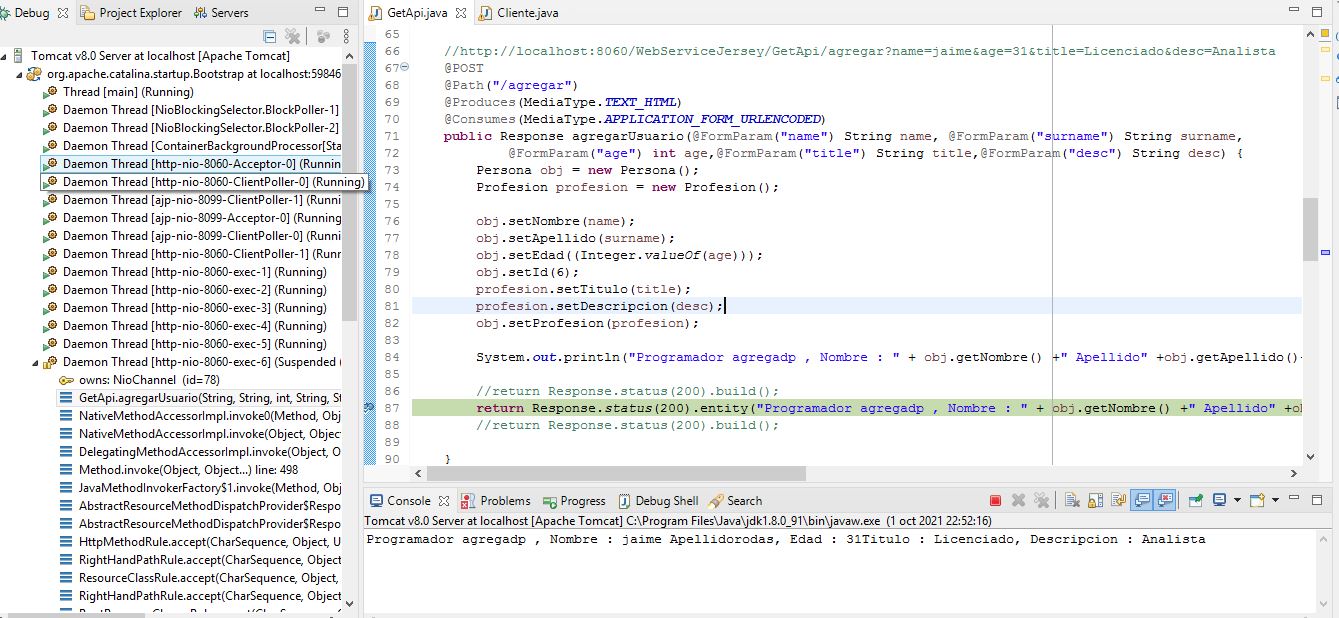 Debug
Project Explorer
Servers
Tomcat v8.0 Server at localhost [Apache Tomcat]
org.apache.catalina.startup.Bootstrap at localhost:59846
Thread [main] (Running)
Daemon Thread [NioBlockingSelector.BlockPoller-1]
Daemon Thread [NioBlockingSelector.BlockPoller-2]
Daemon Thread [ContainerBackgroundProcessor[Sta
Daemon Thread [http-nio-8060-Acceptor-0] (Runnin
Daemon Thread [http-nio-8060-ClientPoller-0] (Running)
Daemon Thread [ajp-nio-8099-ClientPoller-1] (Runni
Daemon Thread [ajp-nio-8099-Acceptor-0] (Running
Daemon Thread [ajp-nio-8099-ClientPoller-0] (Runni
Daemon Thread [http-nio-8060-ClientPoller-1] (Runr
Daemon Thread [http-nio-8060-exec-1] (Running)
Daemon Thread [http-nio-8060-exec-2] (Running)
Daemon Thread [http-nio-8060-exec-3] (Running)
Daemon Thread [http-nio-8060-exec-4] (Running)
Daemon Thread [http-nio-8060-exec-5] (Running)
Daemon Thread [http-nio-8060-exec-6] (Suspended (
owns: NioChannel (id=78)
GetApi.agregarUsuario(String, String, int, String, St
NativeMethodAccessorImpl.invoke0(Method, Obj
NativeMethodAccessorImpl.invoke(Object, Object
DelegatingMethodAccessorImpl.invoke(Object, O
Method.invoke(Object, Object...) line: 498
JavaMethodInvokerFactory$1.invoke(Method, Obj
AbstractResourceMethodDispatchProvider$Respo
AbstractResourceMethodDispatchProvider$Respo
HttpMethodRule.accept(CharSequence, Object, U
RightHandPathRule.accept(CharSequence, Object
ResourceClassRule.accept(CharSequence, Object,
RightHandPathRule.accept(CharSequence, Object
GetApi.java
Cliente.java
65
66 //http://localhost:8060/WebServiceJersey/GetApi/agregar?name=jaime&age=31&title=Licenciado&desc=Analista
67 @POST
68 @Path("/agregar")
69 @Produces(MediaType.TEXT_HTML)
70 @Consumes(MediaType.APPLICATION_FORM_URLENCODED)
71 public Response agregarUsuario(@FormParam("name") String name, @FormParam("surname") String surname,
72 @FormParam("age") int age,@FormParam("title") String title,@FormParam("desc") String desc) {
73 Persona obj = new Persona();
74 Profesion profesion = new Profesion();
75
76 obj.setNombre(name);
77 obj.setApellido(surname);
78 obj.setEdad((Integer.valueOf(age)));
79 obj.setId(6);
80 profesion.setTitulo(title);
81 profesion.setDescripcion(desc);
82 obj.setProfesion(profesion);
83
84 System.out.println("Programador agregadp , Nombre : " + obj.getNombre() +" Apellido" +obj.getApellido()
85
86 //return Response.status(200).build();
87 return Response.status(200).entity("Programador agregadp , Nombre : " + obj.getNombre() +" Apellido" +ob
88 //return Response.status(200).build();
89
90 }
Console
Problems
Progress
Debug Shell
Search
Tomcat v8.0 Server at localhost [Apache Tomcat] C:\Program Files\Java\jdk1.8.0_91\bin\javaw.exe (1 oct 2021 22:52:16)
Programador agregadp , Nombre : jaime Apellidorodas, Edad : 31Titulo : Licenciado, Descripcion : Analista